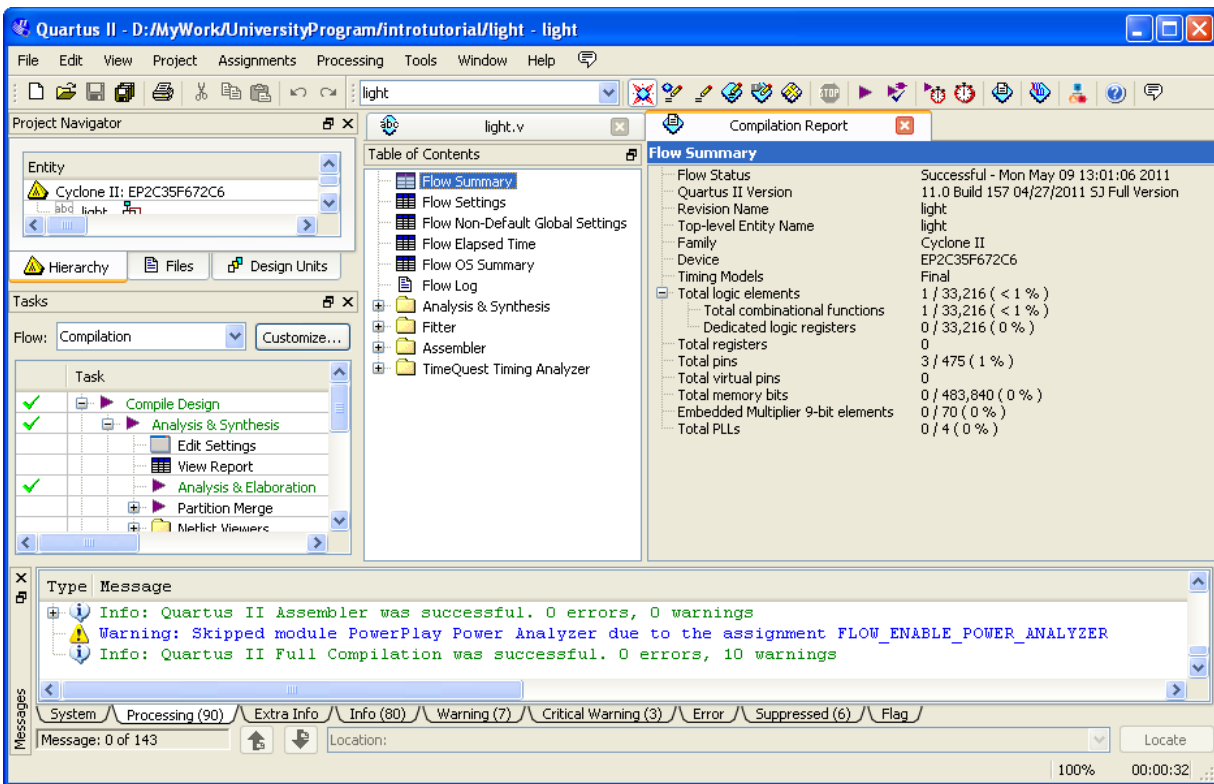 Quartus II - D:/MyWork/UniversityProgram/introtutorial/light - light
File Edit View Project Assignments Processing Tools Window Help
light
Project Navigator
Entity
Cyclone II: EP2C35F672C6
abd light
Hierarchy Files Design Units
Tasks
Flow: Compilation Customize...
Task
Compile Design
Analysis & Synthesis
Edit Settings
View Report
Analysis & Elaboration
Partition Merge
Netlist Viewers
abc light.v
Compilation Report
Table of Contents
Flow Summary
Flow Settings
Flow Non-Default Global Settings
Flow Elapsed Time
Flow OS Summary
Flow Log
Analysis & Synthesis
Fitter
Assembler
TimeQuest Timing Analyzer
Flow Summary
Flow Status Successful - Mon May 09 13:01:06 2011
Quartus II Version 11.0 Build 157 04/27/2011 SJ Full Version
Revision Name light
Top-level Entity Name light
Family Cyclone II
Device EP2C35F672C6
Timing Models Final
Total logic elements 1 / 33,216 ( < 1 % )
Total combinational functions 1 / 33,216 ( < 1 % )
Dedicated logic registers 0 / 33,216 ( 0 % )
Total registers 0
Total pins 3 / 475 ( 1 % )
Total virtual pins 0
Total memory bits 0 / 483,840 ( 0 % )
Embedded Multiplier 9-bit elements 0 / 70 ( 0 % )
Total PLLs 0 / 4 ( 0 % )
Type Message
Info: Quartus II Assembler was successful. 0 errors, 0 warnings
Warning: Skipped module PowerPlay Power Analyzer due to the assignment FLOW_ENABLE_POWER_ANALYZER
Info: Quartus II Full Compilation was successful. 0 errors, 10 warnings
Messages
System Processing (90) Extra Info Info (80) Warning (7) Critical Warning (3) Error Suppressed (6) Flag
Message: 0 of 143 Location: Locate
100% 00:00:32